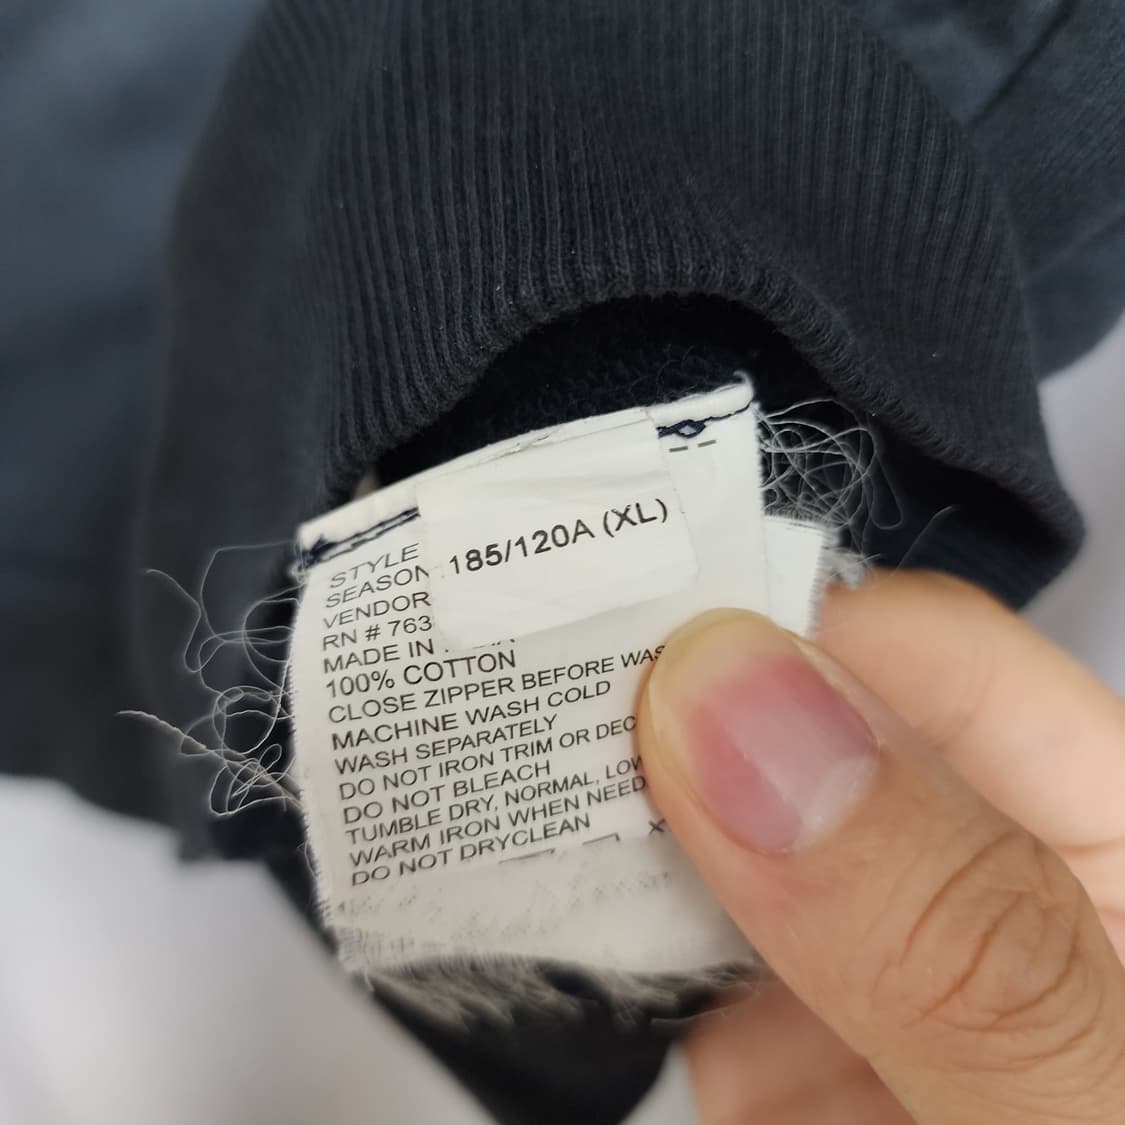 185/120A (XL)
STYLE
SEASON
VENDOR
RN # 763
MADE IN
100% COTTON
CLOSE ZIPPER BEFORE WAS
MACHINE WASH COLD
WASH SEPARATELY
DO NOT IRON TRIM OR DEC
DO NOT BLEACH
TUMBLE DRY, NORMAL, LOW
WARM IRON WHEN NEED
DO NOT DRYCLEAN